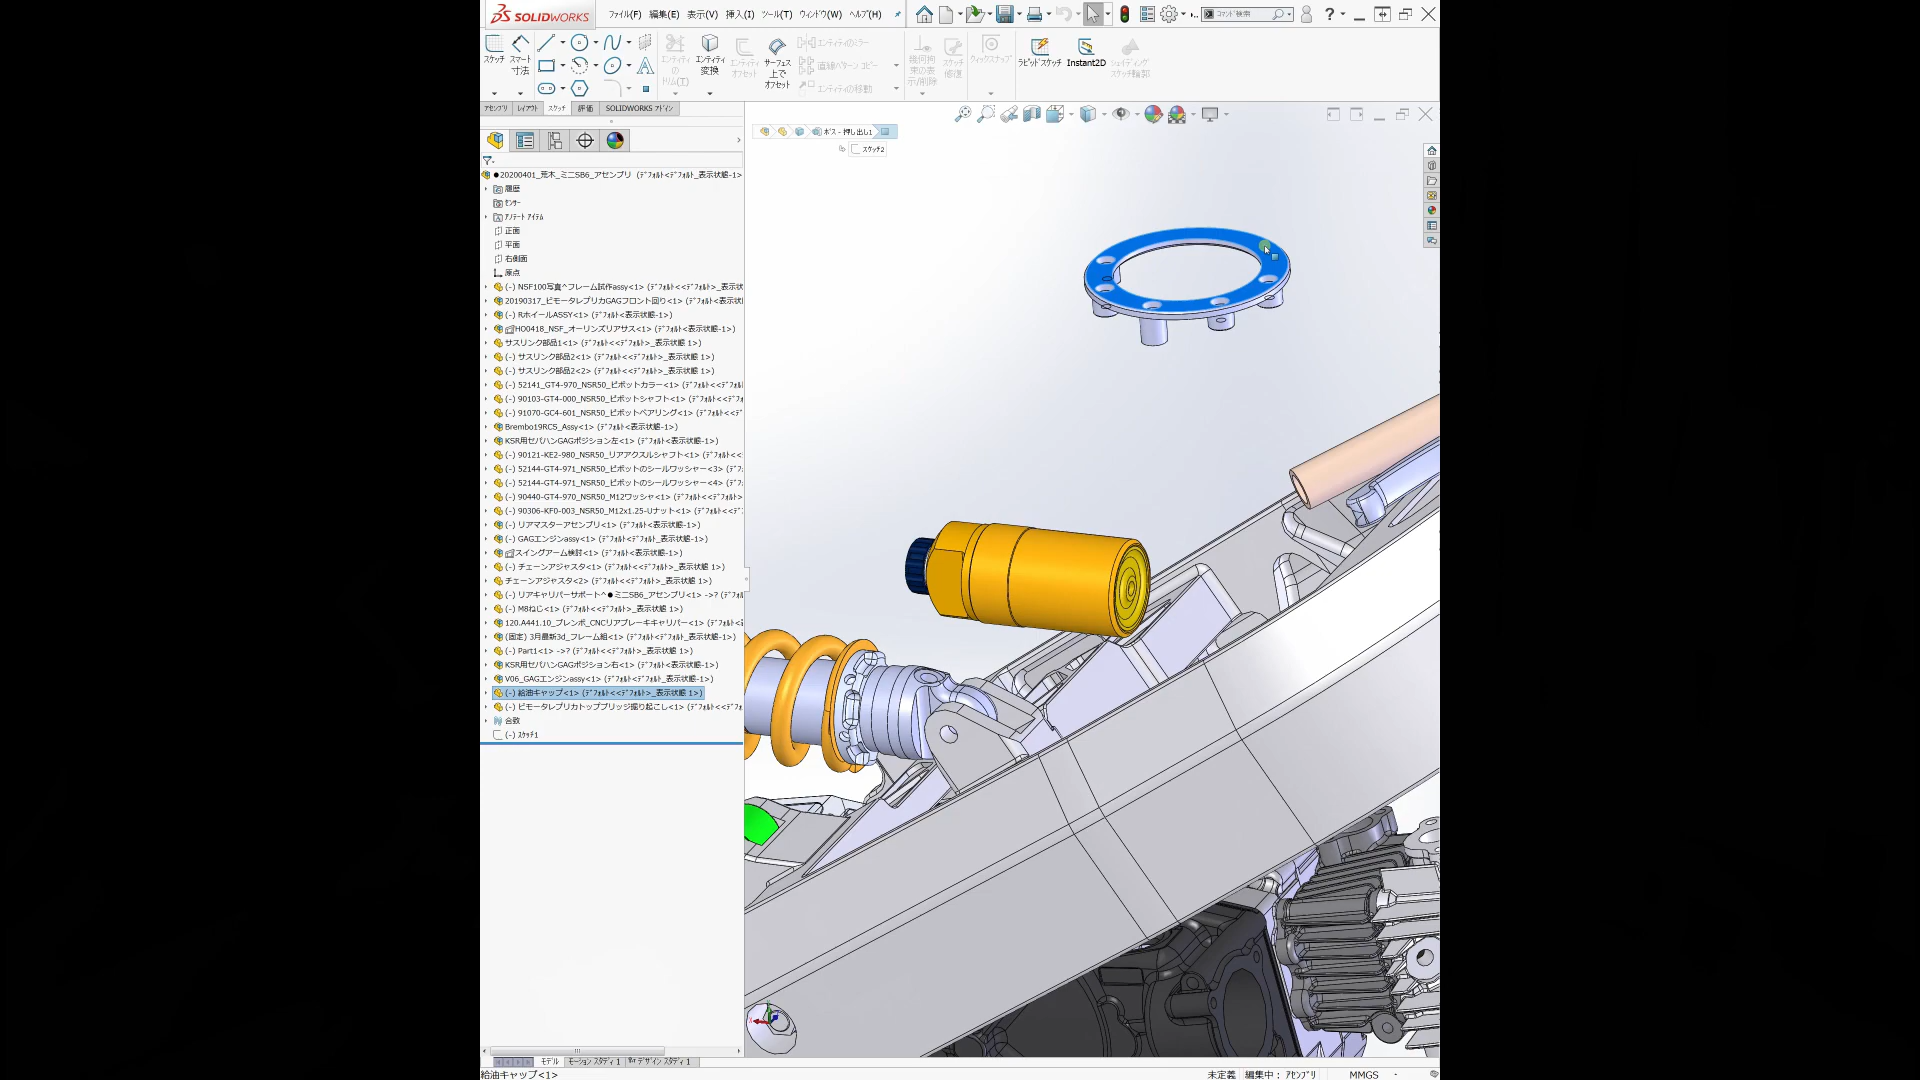 SOLIDWORKS
ﾌｧｲﾙ(F) 編集(E) 表示(V) 挿入(I) ﾂｰﾙ(T) ｳｨﾝﾄﾞｳ(W) ﾍﾙﾌﾟ(H)
ｺﾏﾝﾄﾞ検索
スケッチ
スマート寸法
エンティティのトリム(T)
エンティティ変換
エンティティオフセット
サーフェス上でオフセット
エンティティのミラー
直線パターン コピー
エンティティの移動
幾何拘束の表示/削除
スケッチ修復
クイックスナップ
ラピッドスケッチ
Instant2D
シェイディングスケッチ輪郭
ｱｾﾝﾌﾞﾘ ﾚｲｱｳﾄ ｽｹｯﾁ 評価 SOLIDWORKS ｱﾄﾞｲﾝ
ﾎﾞｽ - 押し出し1
ｽｹｯﾁ2
●20200401_荒木_ミニSB6_アセンブリ (ﾃﾞﾌｫﾙﾄ<ﾃﾞﾌｫﾙﾄ_表示状態-1>
履歴
ｾﾝｻｰ
ｱﾉﾃｰﾄ ｱｲﾃﾑ
正面
平面
右側面
原点
(-) NSF100写真^フレーム試作assy<1> (ﾃﾞﾌｫﾙﾄ<<ﾃﾞﾌｫﾙﾄ>_表示状
20190317_ビモータレプリカGAGフロント回り<1> (ﾃﾞﾌｫﾙﾄ<表示状
(-) RホイールASSY<1> (ﾃﾞﾌｫﾙﾄ<表示状態-1>)
HO0418_NSF_オーリンズリアサス<1> (ﾃﾞﾌｫﾙﾄ<表示状態-1>)
サスリンク部品1<1> (ﾃﾞﾌｫﾙﾄ<<ﾃﾞﾌｫﾙﾄ>_表示状態 1>)
(-) サスリンク部品2<1> (ﾃﾞﾌｫﾙﾄ<<ﾃﾞﾌｫﾙﾄ>_表示状態 1>)
(-) サスリンク部品2<2> (ﾃﾞﾌｫﾙﾄ<<ﾃﾞﾌｫﾙﾄ>_表示状態 1>)
(-) 52141_GT4-970_NSR50_ピボットカラー<1> (ﾃﾞﾌｫﾙﾄ<<ﾃﾞﾌｫﾙ
(-) 90103-GT4-000_NSR50_ピボットシャフト<1> (ﾃﾞﾌｫﾙﾄ<<ﾃﾞﾌ
(-) 91070-GC4-601_NSR50_ピボットベアリング<1> (ﾃﾞﾌｫﾙﾄ<<ﾃﾞ
Brembo19RCS_Assy<1> (ﾃﾞﾌｫﾙﾄ<表示状態-1>)
KSR用セパハンGAGポジション左<1> (ﾃﾞﾌｫﾙﾄ<表示状態-1>)
(-) 90121-KE2-980_NSR50_リアアクスルシャフト<1> (ﾃﾞﾌｫﾙﾄ<<
(-) 52144-GT4-971_NSR50_ピボットのシールワッシャー<3> (ﾃﾞﾌ
(-) 52144-GT4-971_NSR50_ピボットのシールワッシャー<4> (ﾃﾞﾌ
(-) 90440-GT4-970_NSR50_M12ワッシャ<1> (ﾃﾞﾌｫﾙﾄ<<ﾃﾞﾌｫﾙﾄ>
(-) 90306-KF0-003_NSR50_M12x1.25-Uナット<1> (ﾃﾞﾌｫﾙﾄ<<ﾃﾞ
(-) リアマスターアセンブリ<1> (ﾃﾞﾌｫﾙﾄ<表示状態-1>)
(-) GAGエンジンassy<1> (ﾃﾞﾌｫﾙﾄ<ﾃﾞﾌｫﾙﾄ_表示状態-1>)
スイングアーム検討<1> (ﾃﾞﾌｫﾙﾄ<表示状態-1>)
(-) チェーンアジャスタ<1> (ﾃﾞﾌｫﾙﾄ<<ﾃﾞﾌｫﾙﾄ>_表示状態 1>)
チェーンアジャスタ<2> (ﾃﾞﾌｫﾙﾄ<<ﾃﾞﾌｫﾙﾄ>_表示状態 1>)
(-) リアキャリパーサポート^●ミニSB6_アセンブリ<1> ->? (ﾃﾞﾌｫﾙ
(-) M8ねじ<1> (ﾃﾞﾌｫﾙﾄ<<ﾃﾞﾌｫﾙﾄ>_表示状態 1>)
120.A441.10_ブレンボ_CNCリアブレーキキャリパー<1> (ﾃﾞﾌｫﾙﾄ<
(固定) 3月最新3d_フレーム組<1> (ﾃﾞﾌｫﾙﾄ<ﾃﾞﾌｫﾙﾄ_表示状態-1>)
(-) Part1<1> ->? (ﾃﾞﾌｫﾙﾄ<<ﾃﾞﾌｫﾙﾄ>_表示状態 1>)
KSR用セパハンGAGポジション右<1> (ﾃﾞﾌｫﾙﾄ<表示状態-1>)
V06_GAGエンジンassy<1> (ﾃﾞﾌｫﾙﾄ<ﾃﾞﾌｫﾙﾄ_表示状態-1>)
(-) 給油キャップ<1> (ﾃﾞﾌｫﾙﾄ<<ﾃﾞﾌｫﾙﾄ>_表示状態 1>)
(-) ビモータレプリカトップブリッジ掘り起こし<1> (ﾃﾞﾌｫﾙﾄ<<ﾃﾞﾌｫ
合致
(-) ｽｹｯﾁ1
モデル モーション スタディ 1 デザイン スタディ 1
給油キャップ<1>
未定義 編集中： ｱｾﾝﾌﾞﾘ MMGS